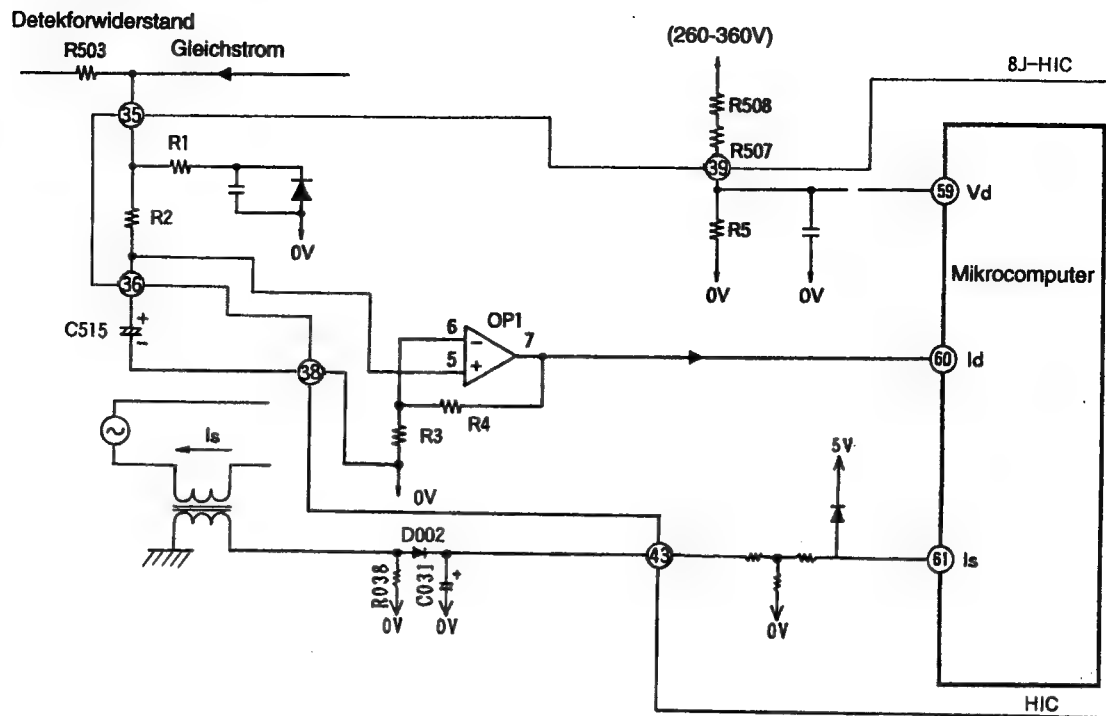 Detekforwiderstand
R503
Gleichstrom
(260-360V)
8J-HIC
R508
35
R1
R507
39
59 Vd
R2
0V
R5
36
0V
0V
Mikrocomputer
C515
+
-
OP1
6
7
-
5
+
38
60 Id
R4
R3
Is
5V
0V
D002
43
61 Is
R038
C031
+
0V
0V
0V
HIC